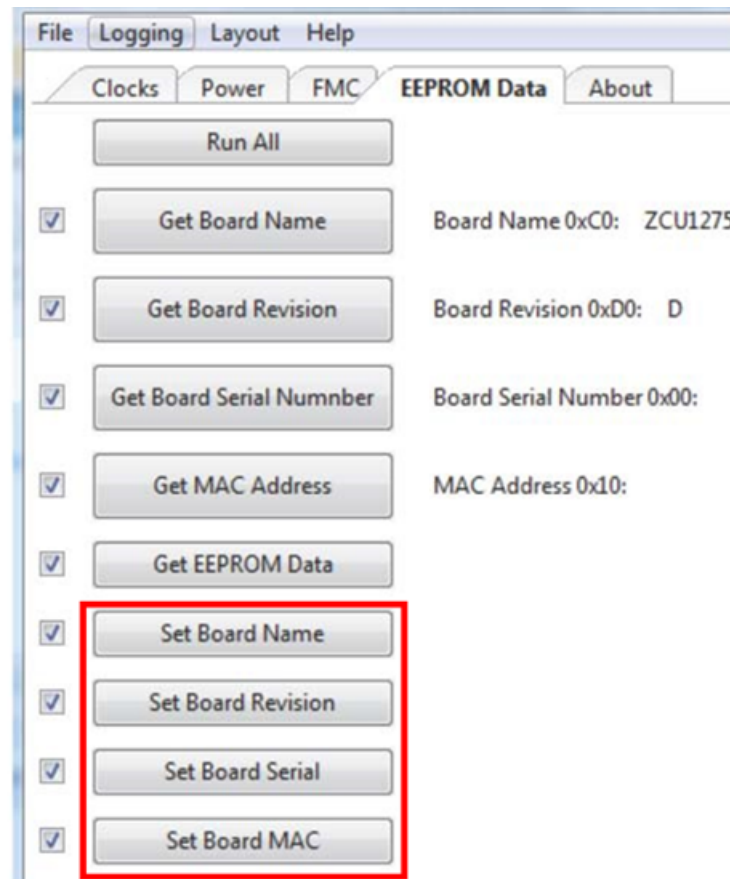 File Logging Layout Help
Clocks Power FMC EEPROM Data About
Run All
Get Board Name Board Name 0xC0: ZCU1275
Get Board Revision Board Revision 0xD0: D
Get Board Serial Numnber Board Serial Number 0x00:
Get MAC Address MAC Address 0x10:
Get EEPROM Data
Set Board Name
Set Board Revision
Set Board Serial
Set Board MAC